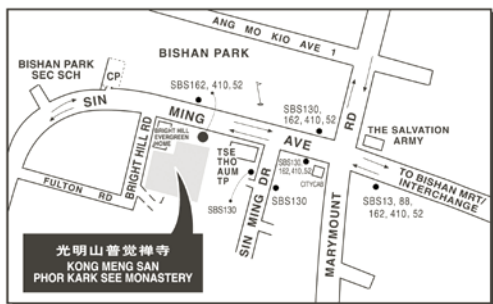 ANG MO KIO AVE 1
BISHAN PARK
BISHAN PARK
SEC SCH
CP
SBS162, 410, 52
SIN
MING
AVE
SBS130,
162, 410, 52
RD
THE SALVATION
ARMY
BRIGHT HILL
EVERGREEN
HOME
BRIGHT HILL RD
TSE
THO
AUM
TP
SBS130,
162, 410, 52
CITYCAB
TO BISHAN MRT/
INTERCHANGE
FULTON RD
SBS130
SBS130
SIN MING DR
MARYMOUNT
SBS13, 88,
162, 410, 52
光明山普觉禅寺
KONG MENG SAN
PHOR KARK SEE MONASTERY